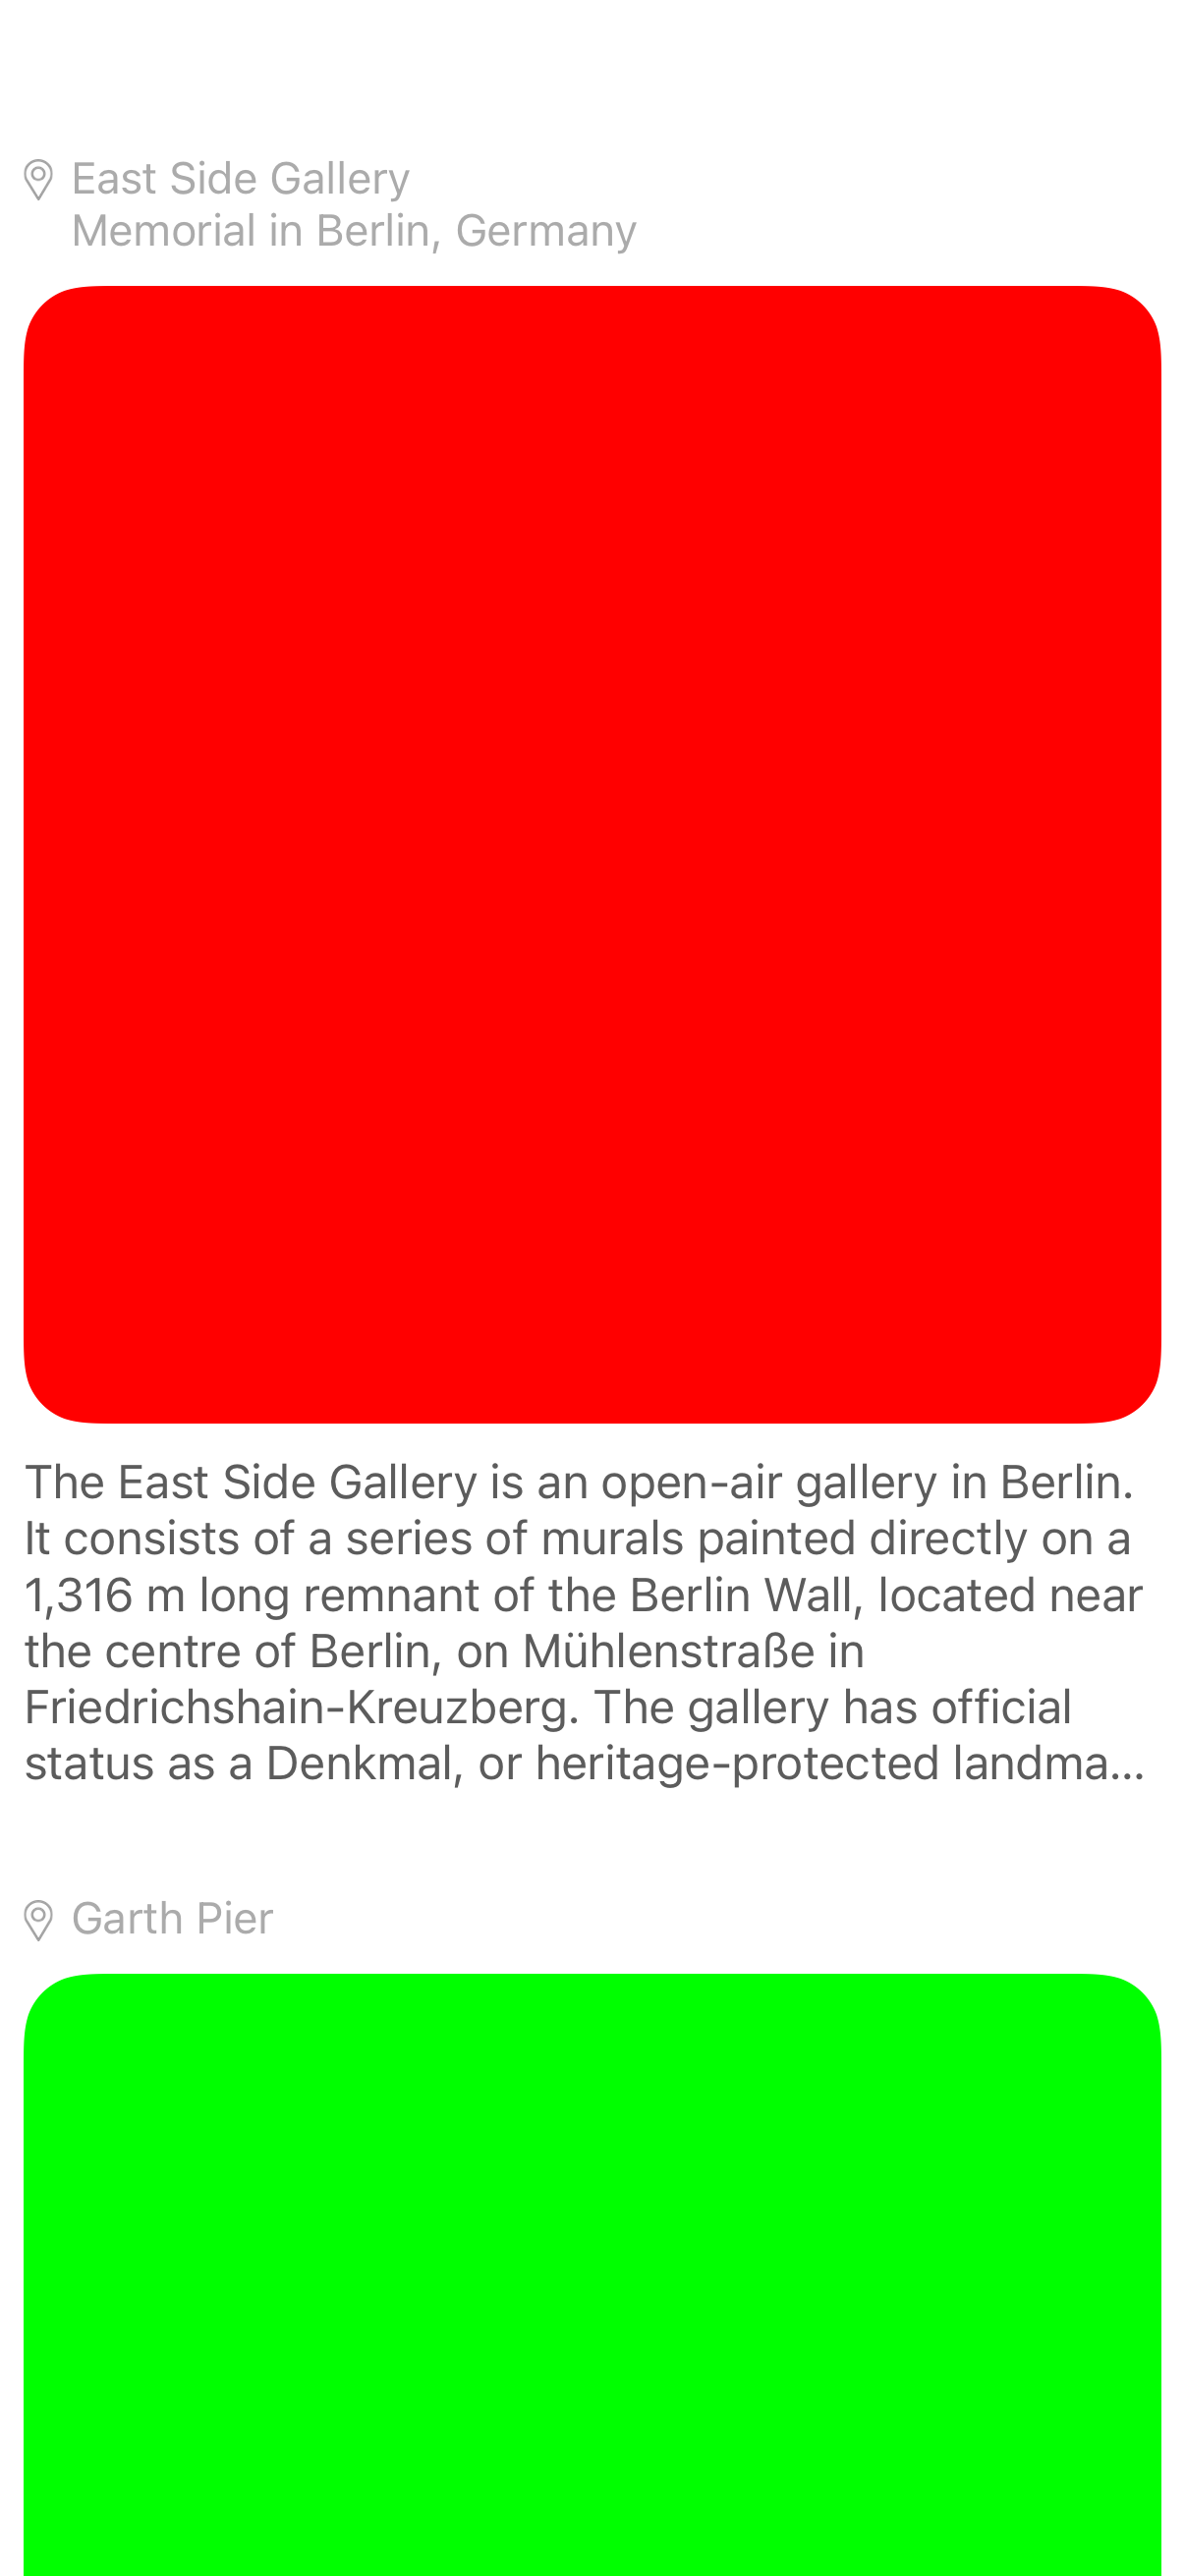 East Side Gallery
Memorial in Berlin, Germany
The East Side Gallery is an open-air gallery in Berlin.
It consists of a series of murals painted directly on a
1,316 m long remnant of the Berlin Wall, located near
the centre of Berlin, on Mühlenstraße in
Friedrichshain-Kreuzberg. The gallery has official
status as a Denkmal, or heritage-protected landma...
Garth Pier